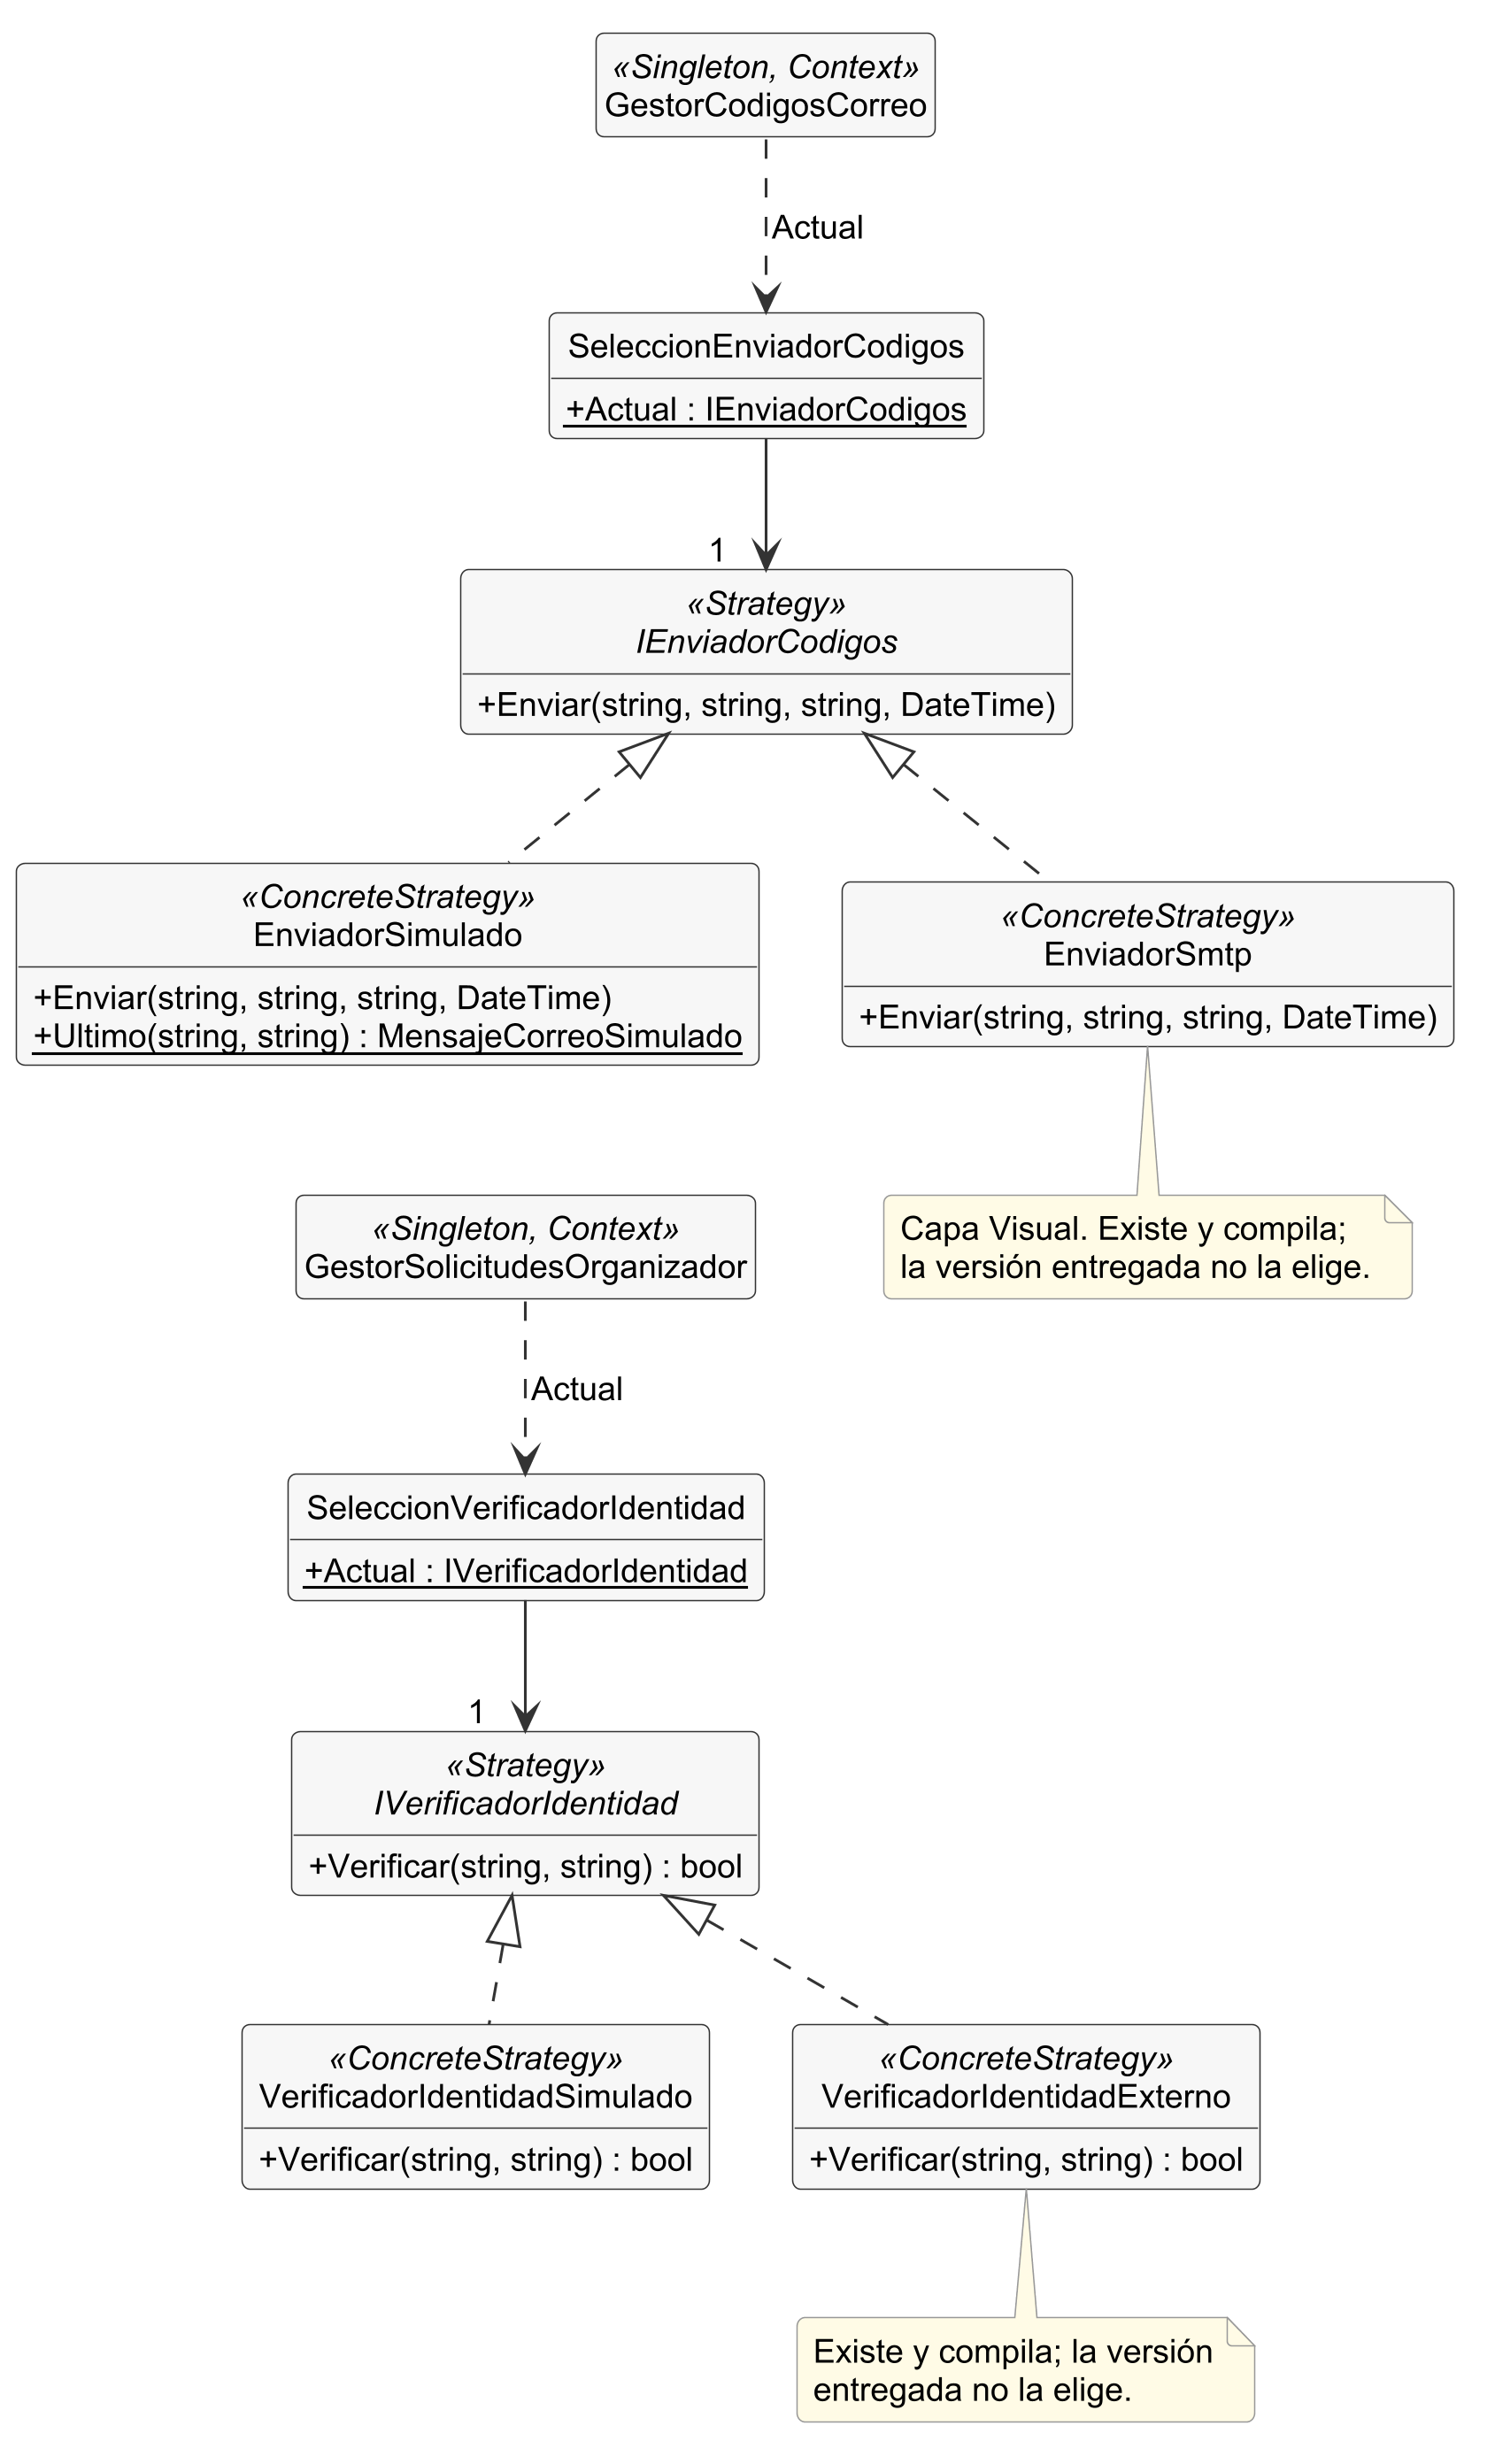 «Singleton, Context»
GestorCodigosCorreo
Actual
SeleccionEnviadorCodigos
+Actual : IEnviadorCodigos
1
«Strategy»
IEnviadorCodigos
+Enviar(string, string, string, DateTime)
«ConcreteStrategy»
EnviadorSimulado
+Enviar(string, string, string, DateTime)
+Ultimo(string, string) : MensajeCorreoSimulado
«ConcreteStrategy»
EnviadorSmtp
+Enviar(string, string, string, DateTime)
Capa Visual. Existe y compila;
la versión entregada no la elige.
«Singleton, Context»
GestorSolicitudesOrganizador
Actual
SeleccionVerificadorIdentidad
+Actual : IVerificadorIdentidad
1
«Strategy»
IVerificadorIdentidad
+Verificar(string, string) : bool
«ConcreteStrategy»
VerificadorIdentidadSimulado
+Verificar(string, string) : bool
«ConcreteStrategy»
VerificadorIdentidadExterno
+Verificar(string, string) : bool
Existe y compila; la versión
entregada no la elige.